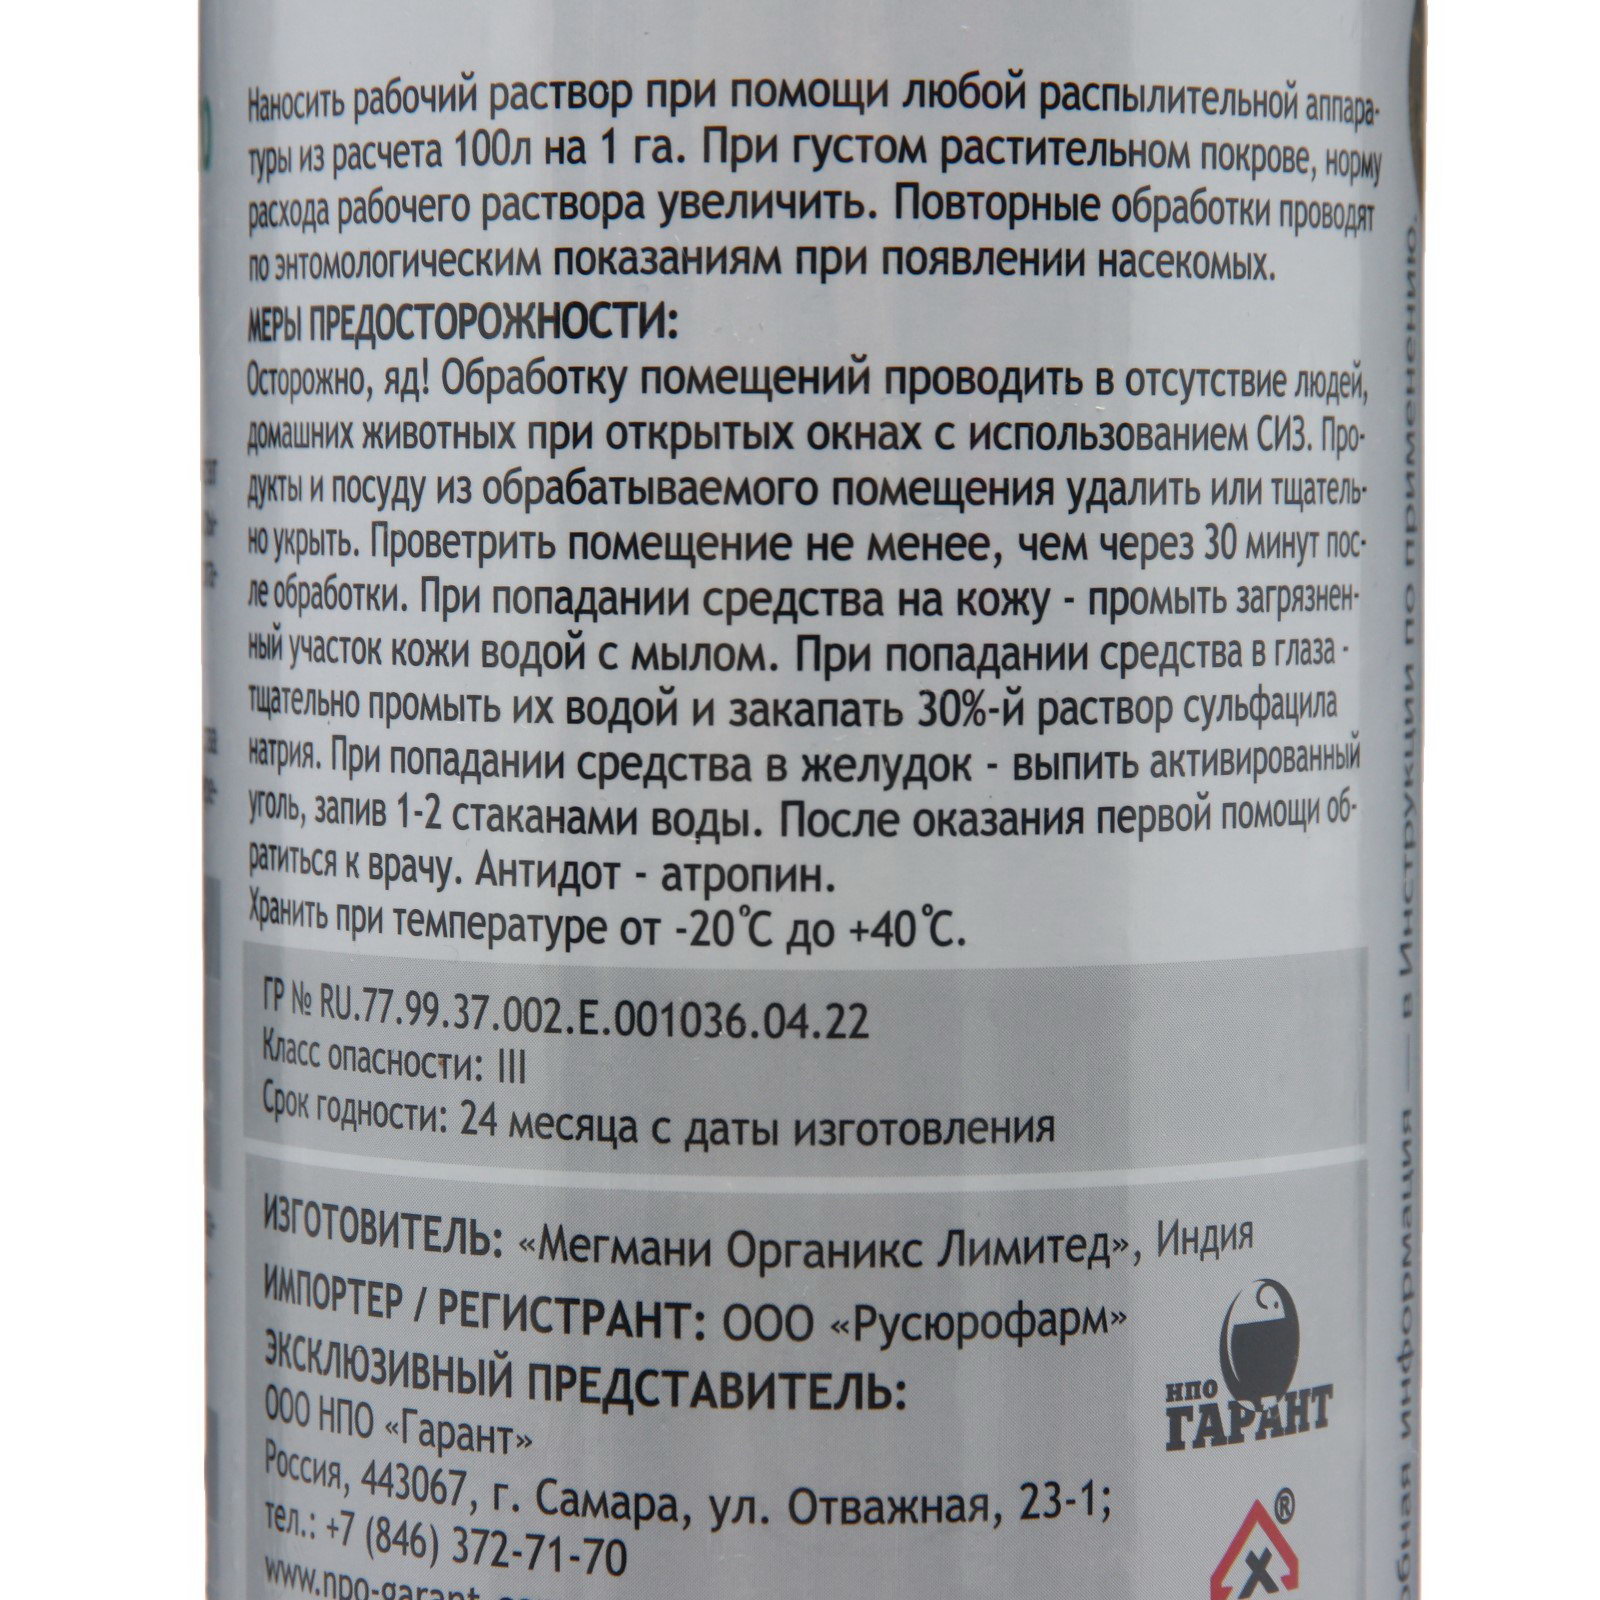 Наносить рабочий раствор при помощи любой распылительной аппара-
туры из расчета 100л на 1 га. При густом растительном покрове, норму
расхода рабочего раствора увеличить. Повторные обработки проводят
по энтомологическим показаниям при появлении насекомых.
МЕРЫ ПРЕДОСТОРОЖНОСТИ:
Осторожно, яд! Обработку помещений проводить в отсутствие людей,
домашних животных при открытых окнах с использованием СИЗ. Про-
дукты и посуду из обрабатываемого помещения удалить или тщатель-
но укрыть. Проветрить помещение не менее, чем через 30 минут пос-
ле обработки. При попадании средства на кожу - промыть загрязнен-
ный участок кожи водой с мылом. При попадании средства в глаза -
тщательно промыть их водой и закапать 30%-й раствор сульфацила
натрия. При попадании средства в желудок - выпить активированный
уголь, запив 1-2 стаканами воды. После оказания первой помощи об-
ратиться к врачу. Антидот - атропин.
Хранить при температуре от -20°С до +40°С.
ГР № RU.77.99.37.002.E.001036.04.22
Класс опасности: III
Срок годности: 24 месяца с даты изготовления
ИЗГОТОВИТЕЛЬ: «Мегмани Органикс Лимитед», Индия
ИМПОРТЕР / РЕГИСТРАНТ: ООО «Русюрофарм»
ЭКСКЛЮЗИВНЫЙ ПРЕДСТАВИТЕЛЬ:
ООО НПО «Гарант»
Россия, 443067, г. Самара, ул. Отважная, 23-1;
тел.: +7 (846) 372-71-70
www.npo-garant.
НПО
ГАРАНТ
®
информация — в Инструкции по применению.